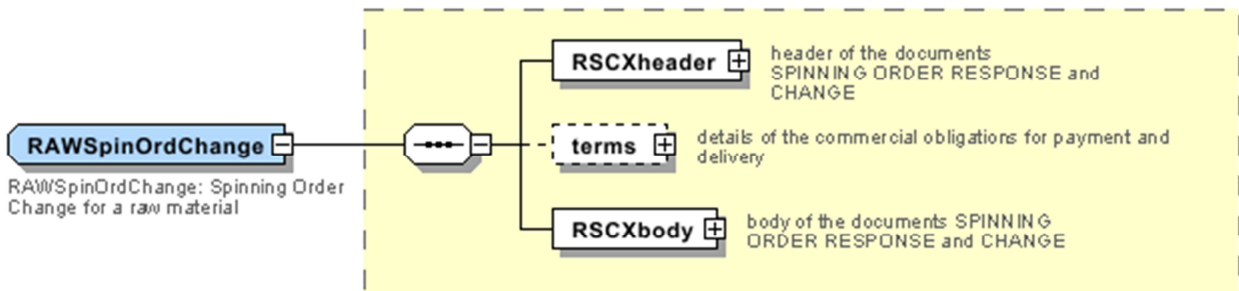 RSCXheader
header of the documents
SPINNING ORDER RESPONSE and
CHANGE
RAWSpinOrdChange
RAWSpinOrdChange: Spinning Order
Change for a raw material
terms
details of the commercial obligations for payment and
delivery
RSCXbody
body of the documents SPINNING
ORDER RESPONSE and CHANGE